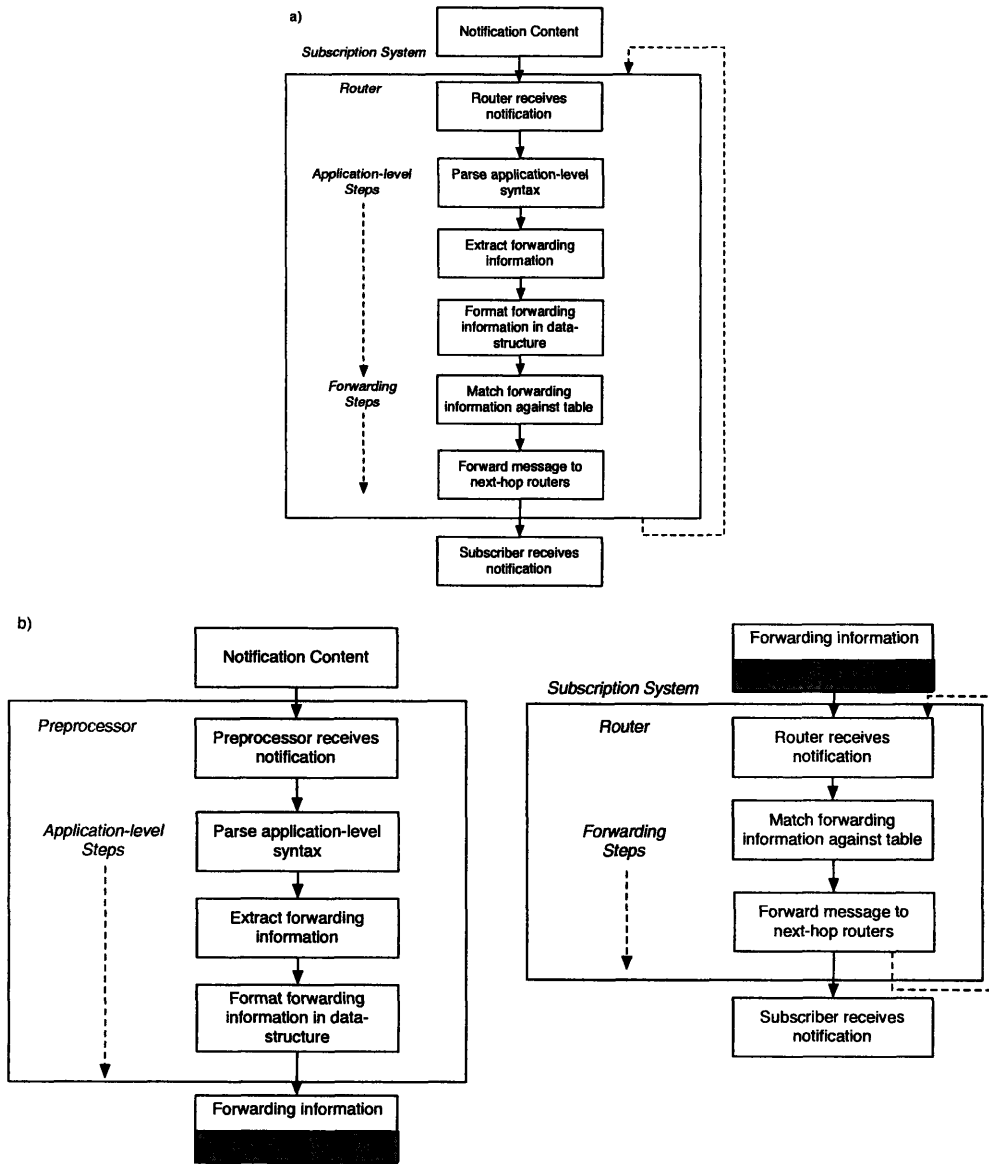 a)
Notification Content
Subscription System
Router
Router receives
notification
Application-level
Steps
Parse application-level
syntax
Extract forwarding
information
Format forwarding
information in data-
structure
Forwarding
Steps
Match forwarding
information against table
Forward message to
next-hop routers
Subscriber receives
notification
b)
Notification Content
Preprocessor
Preprocessor receives
notification
Application-level
Steps
Parse application-level
syntax
Extract forwarding
information
Format forwarding
information in data-
structure
Forwarding information
Forwarding information
Subscription System
Router
Router receives
notification
Forwarding
Steps
Match forwarding
information against table
Forward message to
next-hop routers
Subscriber receives
notification